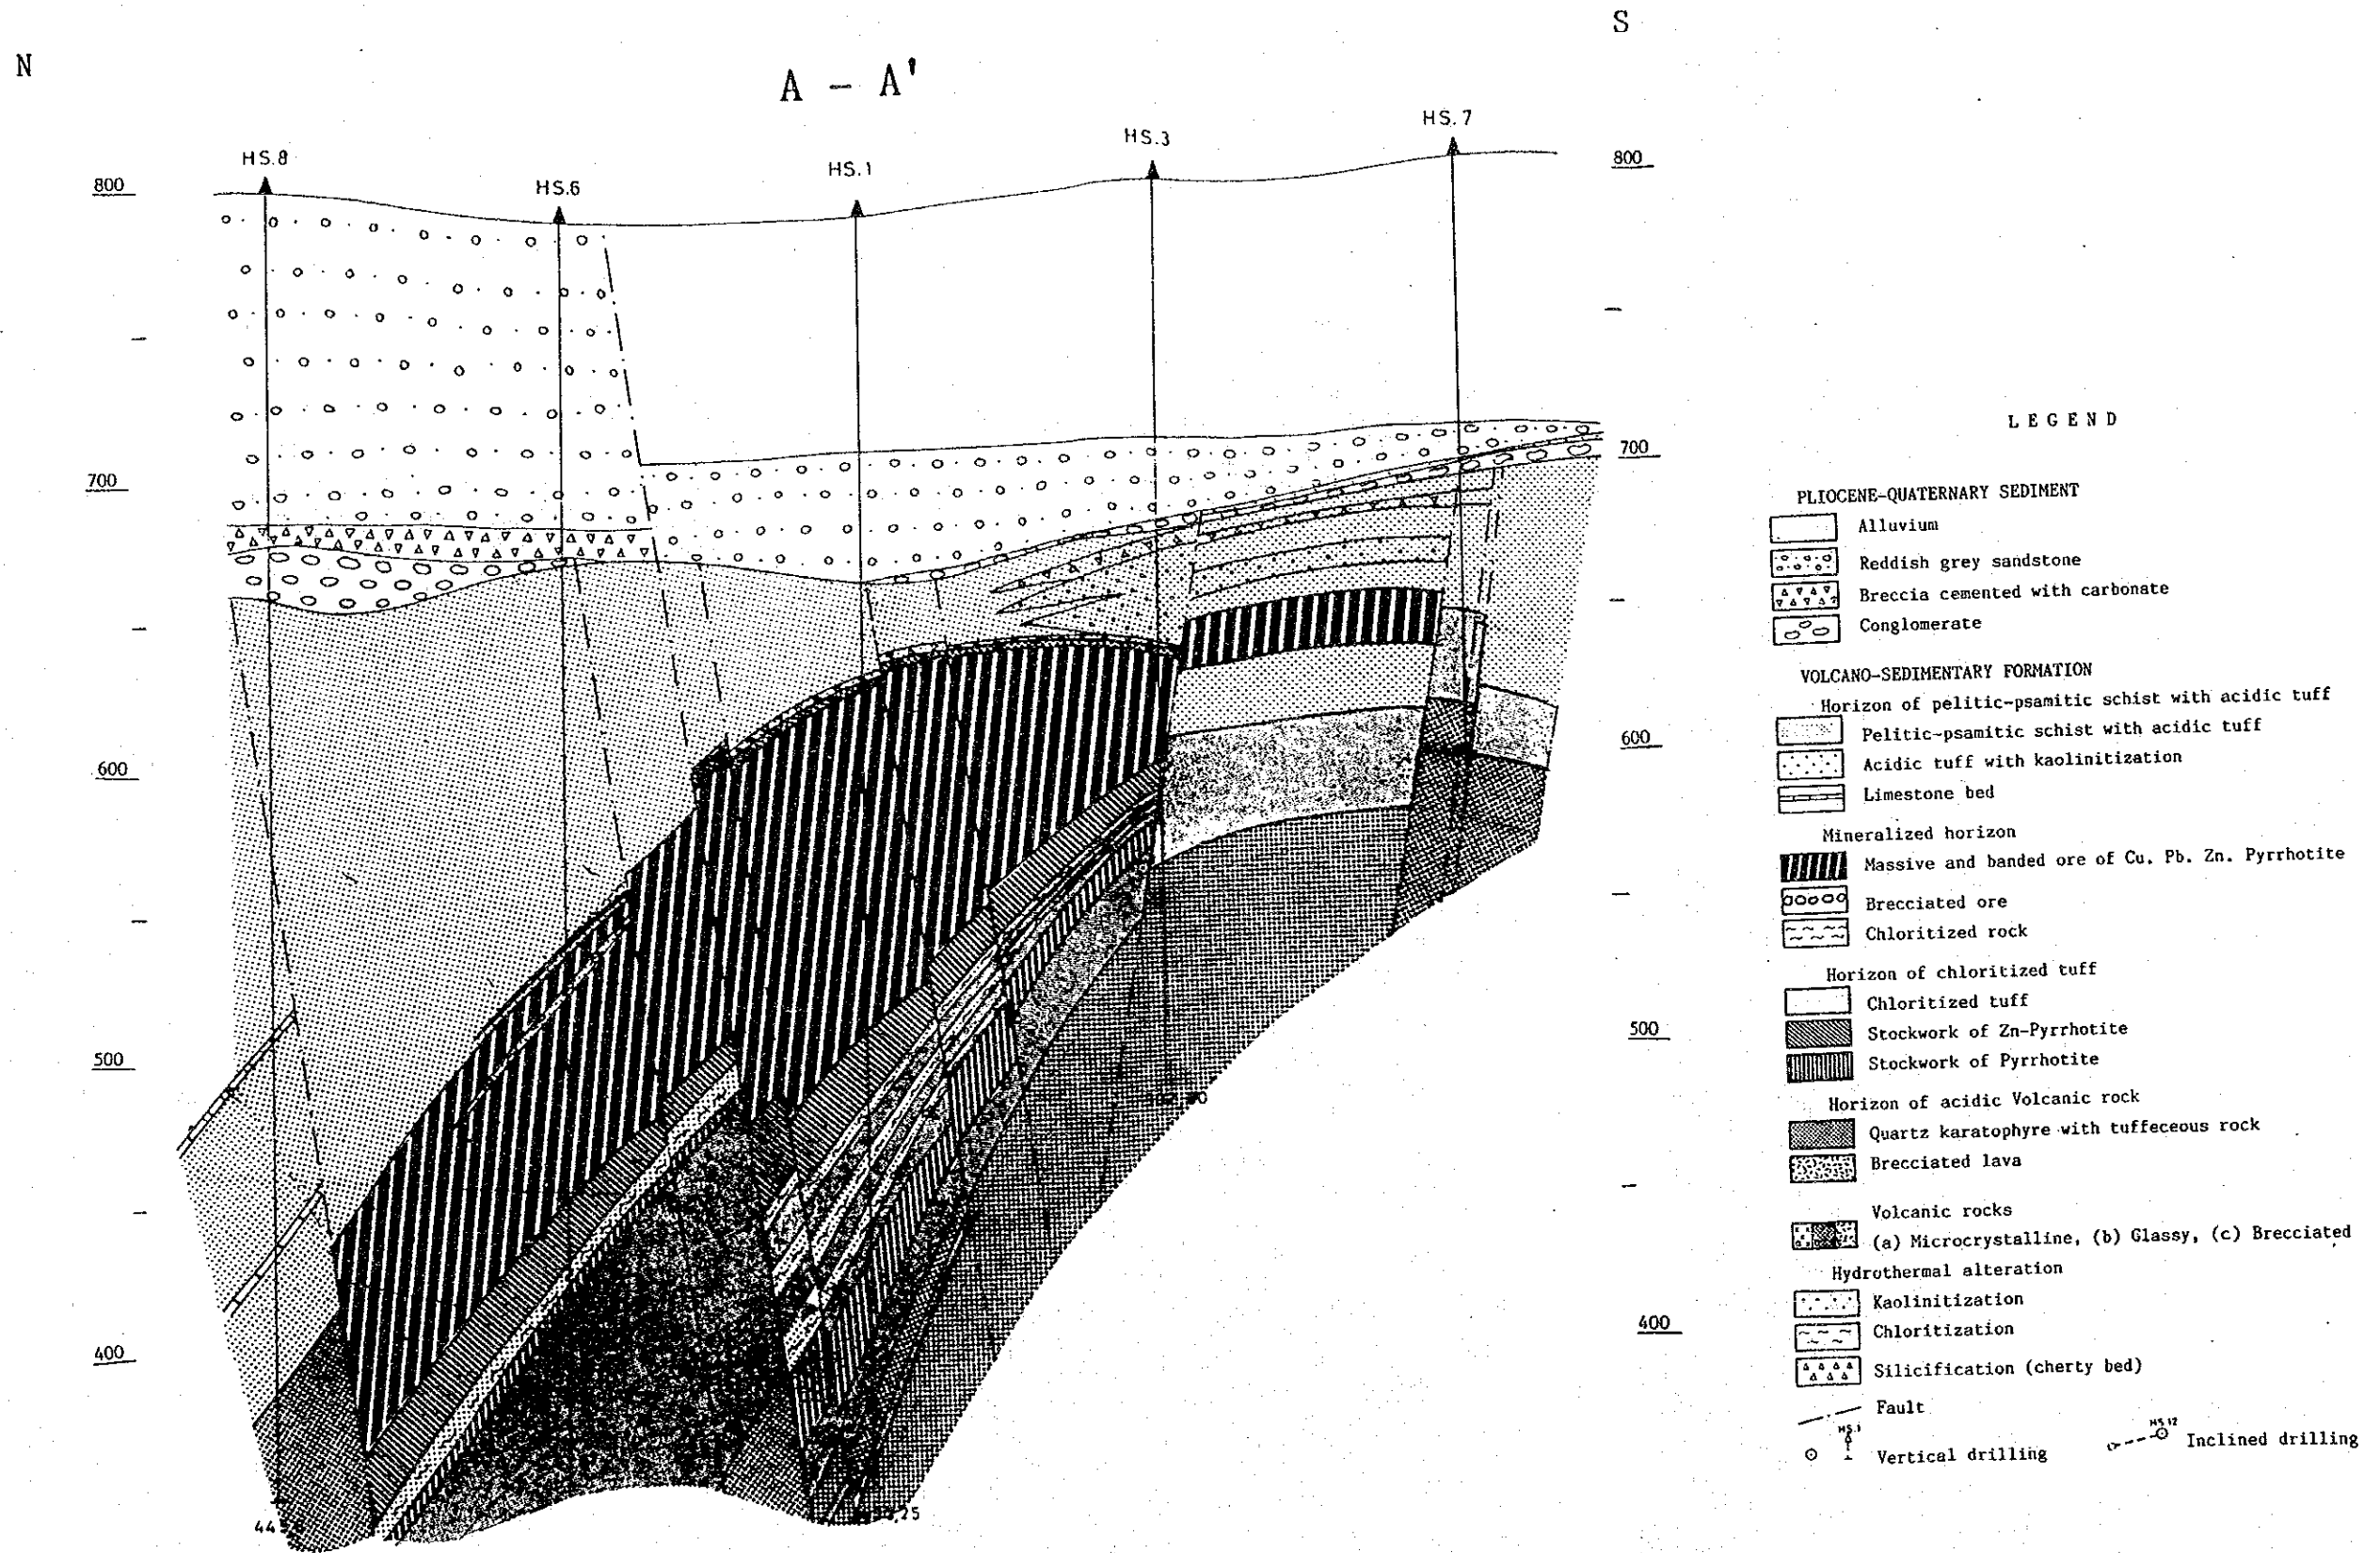 N
S
A - A'
HS.8
HS.6
HS.1
HS.3
HS.7
800
700
600
500
400
800
700
600
500
400
LEGEND
PLIOCENE-QUATERNARY SEDIMENT
Alluvium
Reddish grey sandstone
Breccia cemented with carbonate
Conglomerate
VOLCANO-SEDIMENTARY FORMATION
Horizon of pelitic-psamitic schist with acidic tuff
Pelitic-psamitic schist with acidic tuff
Acidic tuff with kaolinitization
Limestone bed
Mineralized horizon
Massive and banded ore of Cu. Pb. Zn. Pyrrhotite
Brecciated ore
Chloritized rock
Horizon of chloritized tuff
Chloritized tuff
Stockwork of Zn-Pyrrhotite
Stockwork of Pyrrhotite
Horizon of acidic Volcanic rock
Quartz karatophyre with tuffeceous rock
Brecciated lava
Volcanic rocks
(a) Microcrystalline, (b) Glassy, (c) Brecciated
Hydrothermal alteration
Kaolinitization
Chloritization
Silicification (cherty bed)
Fault
HS.1
Vertical drilling
HS.12
Inclined drilling